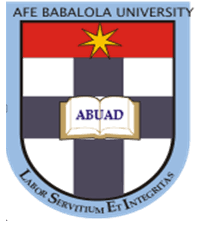 AFE BABALOLA UNIVERSITY
ABUAD
LABOR SERVITIUM ET INTEGRITAS